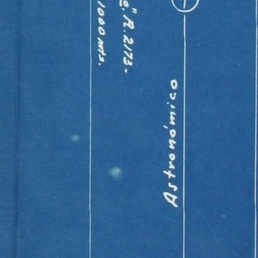 o." R. 2173-
1000 mts.
Astronómico